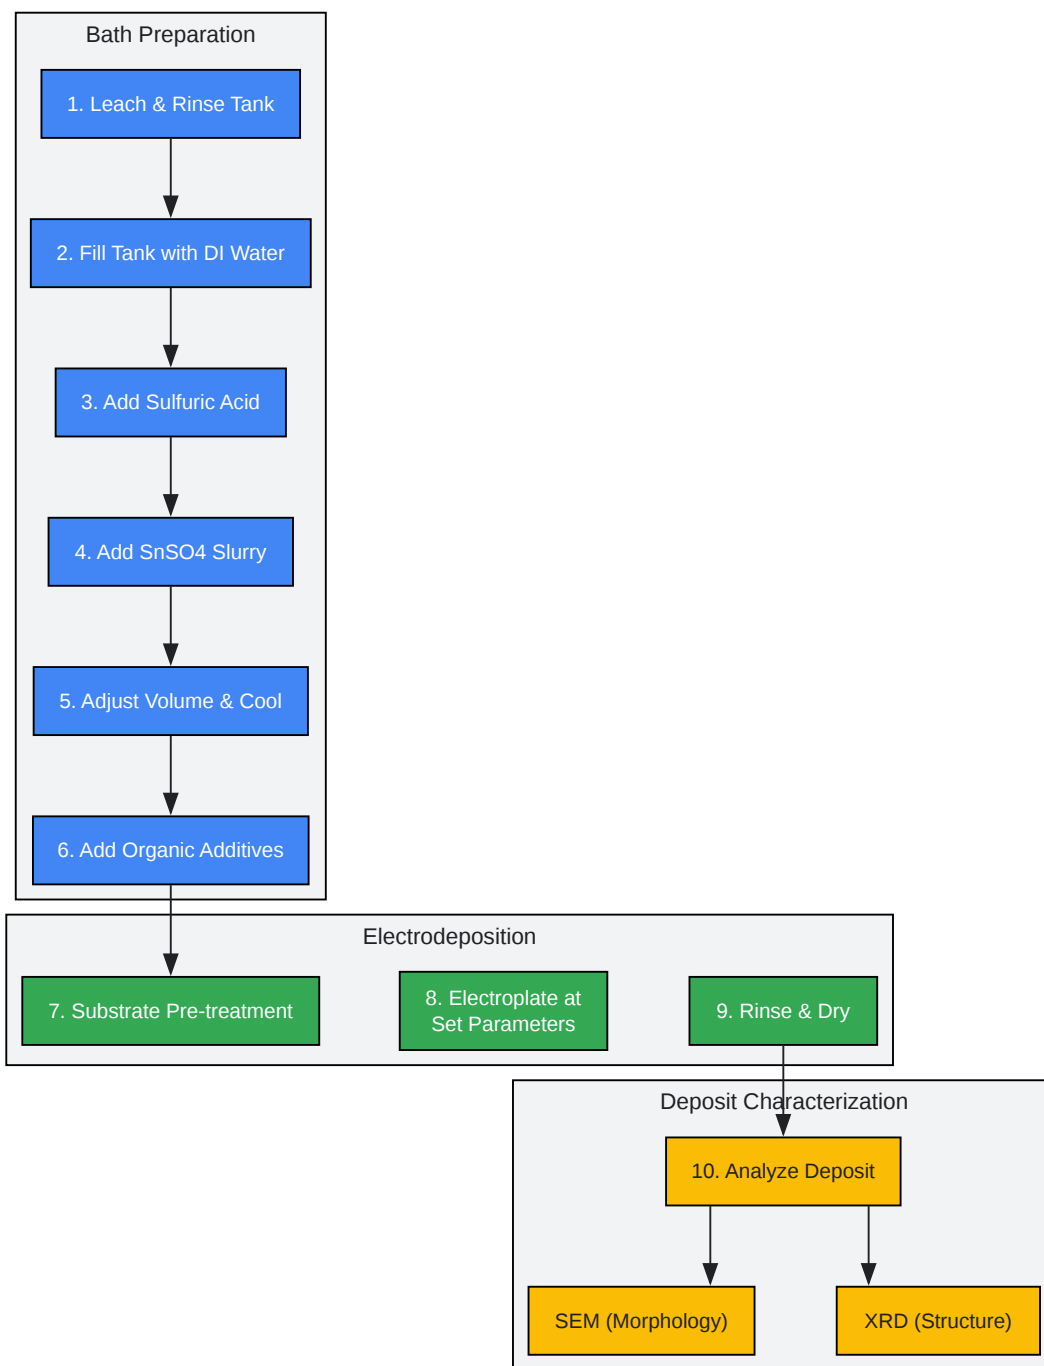 Bath Preparation
1. Leach & Rinse Tank
2. Fill Tank with DI Water
3. Add Sulfuric Acid
4. Add SnSO4 Slurry
5. Adjust Volume & Cool
6. Add Organic Additives
Electrodeposition
7. Substrate Pre-treatment
8. Electroplate at
Set Parameters
9. Rinse & Dry
Deposit Characterization
10. Analyze Deposit
SEM (Morphology)
XRD (Structure)